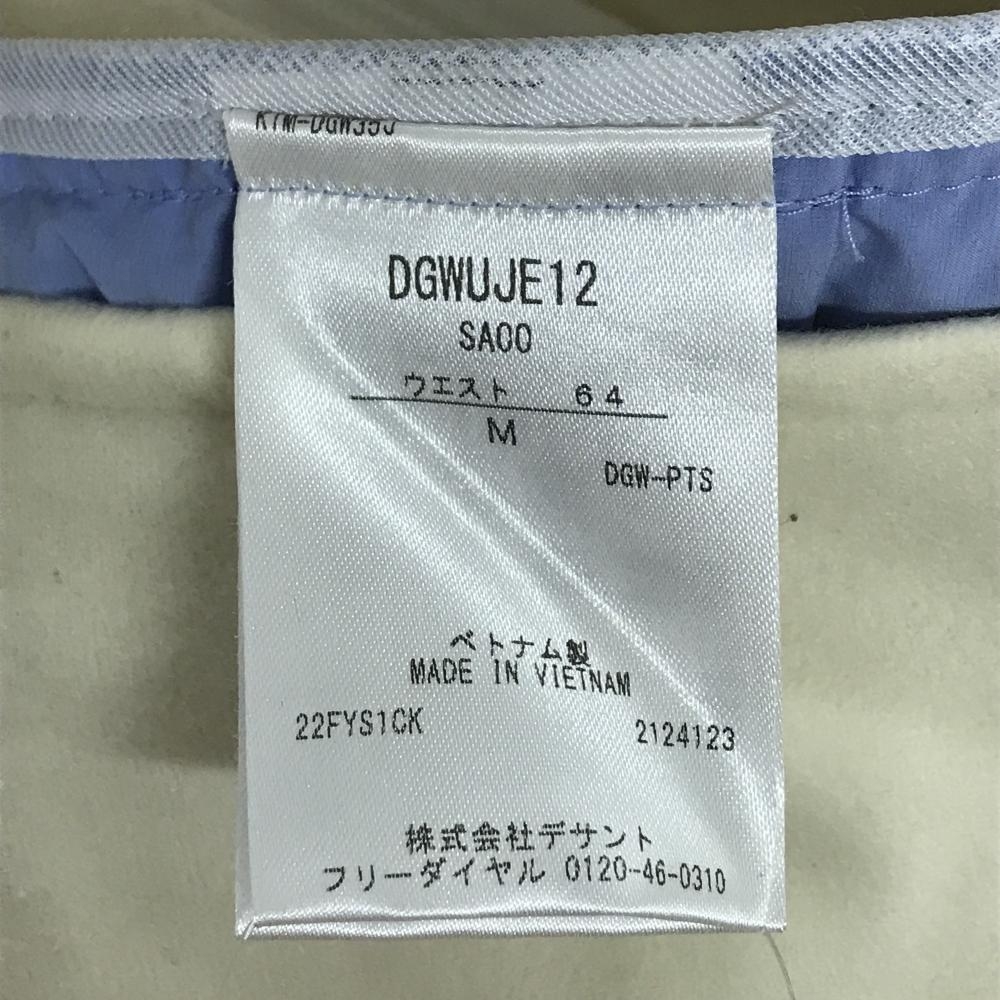 DGWUJE12
SA00
ウエスト 64
M
DGW-PTS
ベトナム製
MADE IN VIETNAM
22FYS1CK 2124123
株式会社デサント
フリーダイヤル 0120-46-0310